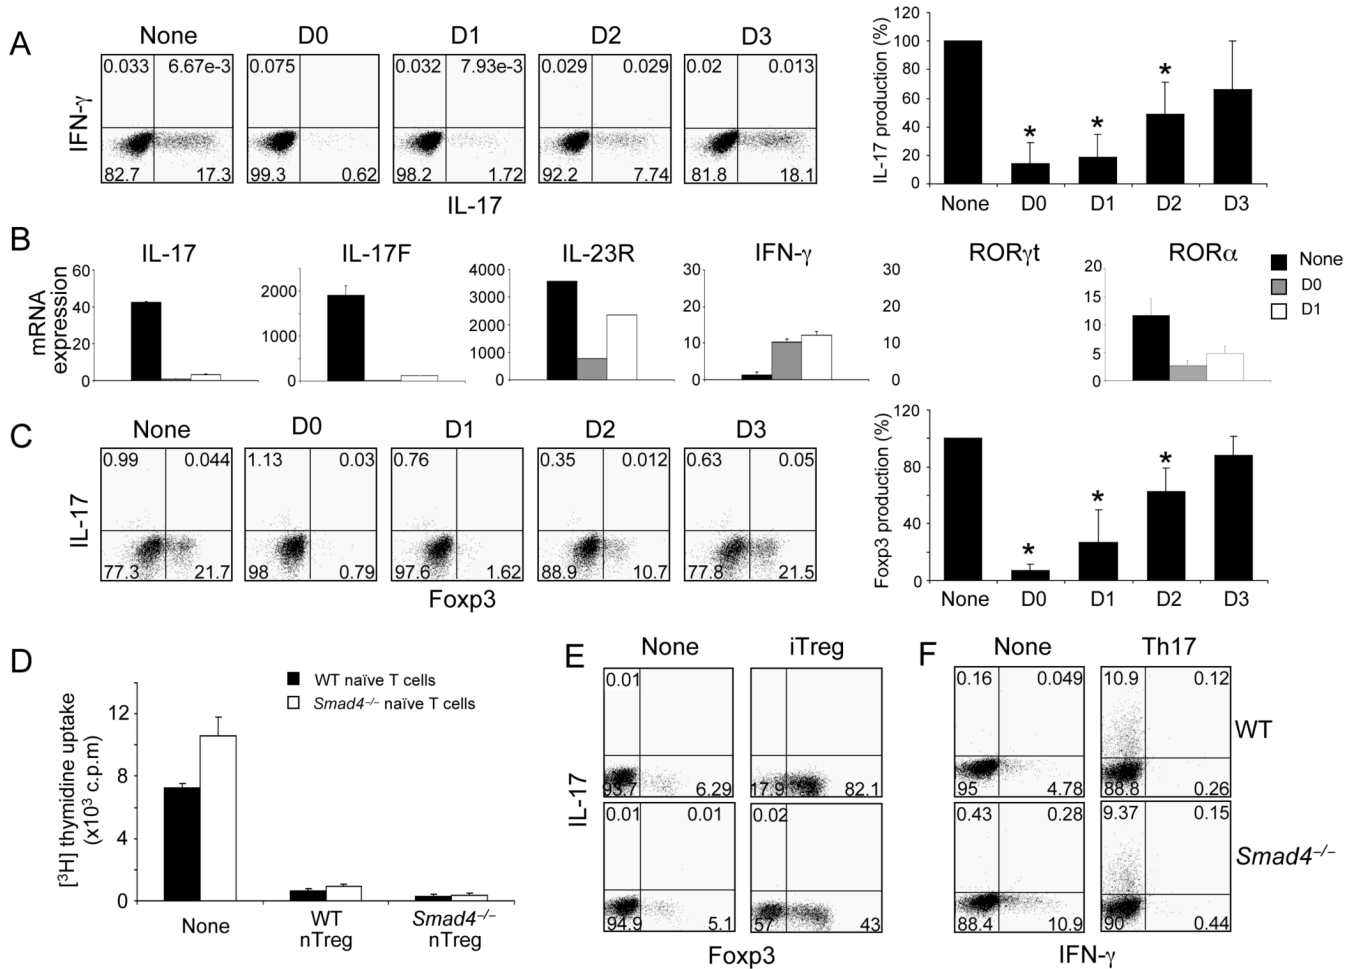 A
None D0 D1 D2 D3
0.033 6.67e-3 0.075 0.032 7.93e-3 0.029 0.029 0.02 0.013
IFN-γ
82.7 17.3 99.3 0.62 98.2 1.72 92.2 7.74 81.8 18.1
IL-17
IL-17 production (%)
120
100
80
60
40
20
0
* * *
None D0 D1 D2 D3
B
IL-17 IL-17F IL-23R IFN-γ RORγt RORα
mRNA
expression
60
40
20
0
2000
1000
0
4000
3000
2000
1000
0
30
20
10
0
30
20
10
0
20
15
10
5
0
None
D0
D1
C
None D0 D1 D2 D3
0.99 0.044 1.13 0.03 0.76 0.35 0.012 0.63 0.05
IL-17
77.3 21.7 98 0.79 97.6 1.62 88.9 10.7 77.8 21.5
Foxp3
Foxp3 production (%)
120
80
40
0
* * *
None D0 D1 D2 D3
D
WT naïve T cells
Smad4–/– naïve T cells
[³H] thymidine uptake
(x10³ c.p.m)
12
8
4
0
None WT Smad4–/–
nTreg nTreg
E
None iTreg
0.01
93.7 6.29 17.9 82.1
0.01 0.01 0.02
94.9 5.1 57 43
IL-17
Foxp3
F
None Th17
0.16 0.049 10.9 0.12
WT
95 4.78 88.8 0.26
0.43 0.28 9.37 0.15
Smad4–/–
88.4 10.9 90 0.44
IFN-γ